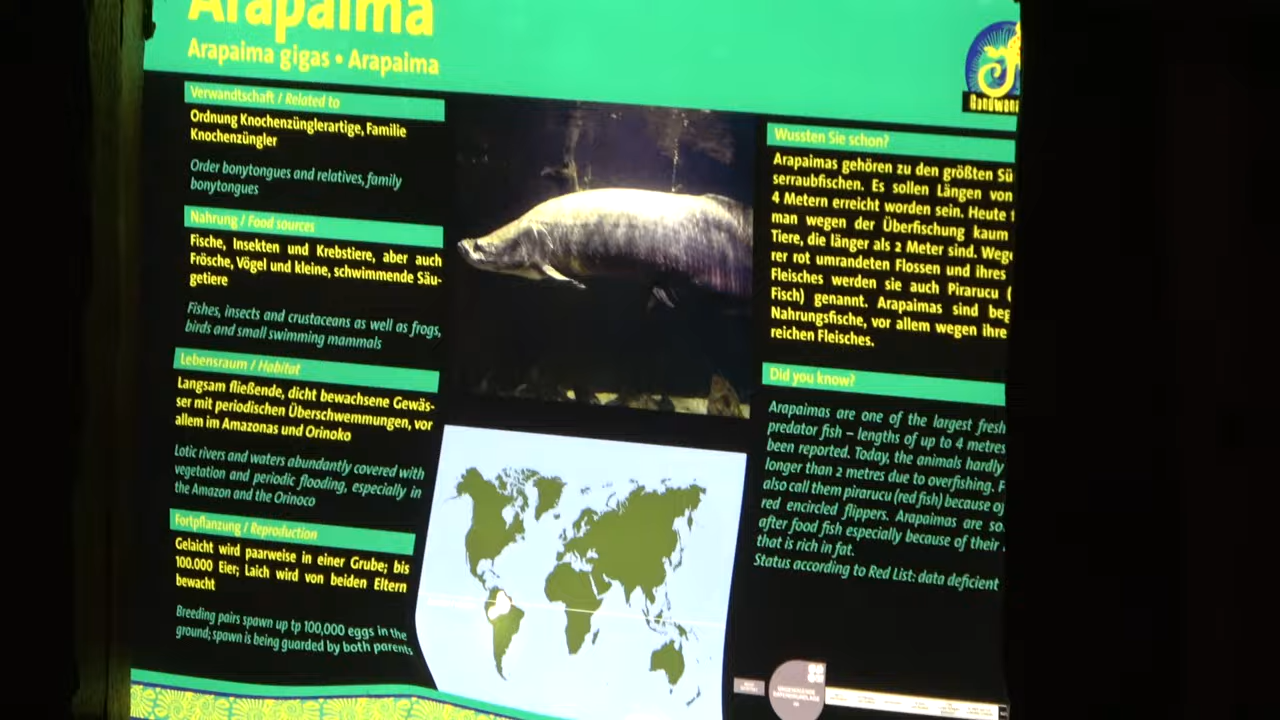 Arapaima
Arapaima gigas • Arapaima
Verwandtschaft / Related to
Ordnung Knochenzünglerartige, Familie
Knochenzüngler
Order bonytongues and relatives, family
bonytongues
Nahrung / Food sources
Fische, Insekten und Krebstiere, aber auch
Frösche, Vögel und kleine, schwimmende Säu-
getiere
Fishes, insects and crustaceans as well as frogs,
birds and small swimming mammals
Lebensraum / Habitat
Langsam fließende, dicht bewachsene Gewäs-
ser mit periodischen Überschwemmungen, vor
allem im Amazonas und Orinoko
Lotic rivers and waters abundantly covered with
vegetation and periodic flooding, especially in
the Amazon and the Orinoco
Fortpflanzung / Reproduction
Gelaicht wird paarweise in einer Grube; bis
100.000 Eier; Laich wird von beiden Eltern
bewacht
Breeding pairs spawn up tp 100,000 eggs in the
ground; spawn is being guarded by both parents
Gondwana
Wussten Sie schon?
Arapaimas gehören zu den größten Sü
serraubfischen. Es sollen Längen von
4 Metern erreicht worden sein. Heute
man wegen der Überfischung kaum
Tiere, die länger als 2 Meter sind. Weg
rer rot umrandeten Flossen und ihres
Fleisches werden sie auch Pirarucu (
Fisch) genannt. Arapaimas sind beg
Nahrungsfische, vor allem wegen ihre
reichen Fleisches.
Did you know?
Arapaimas are one of the largest fresh
predator fish – lengths of up to 4 metres
been reported. Today, the animals hardly
longer than 2 metres due to overfishing.
also call them pirarucu (red fish) because of
red encircled flippers. Arapaimas are so
after food fish especially because of their
that is rich in fat.
Status according to Red List: data deficient